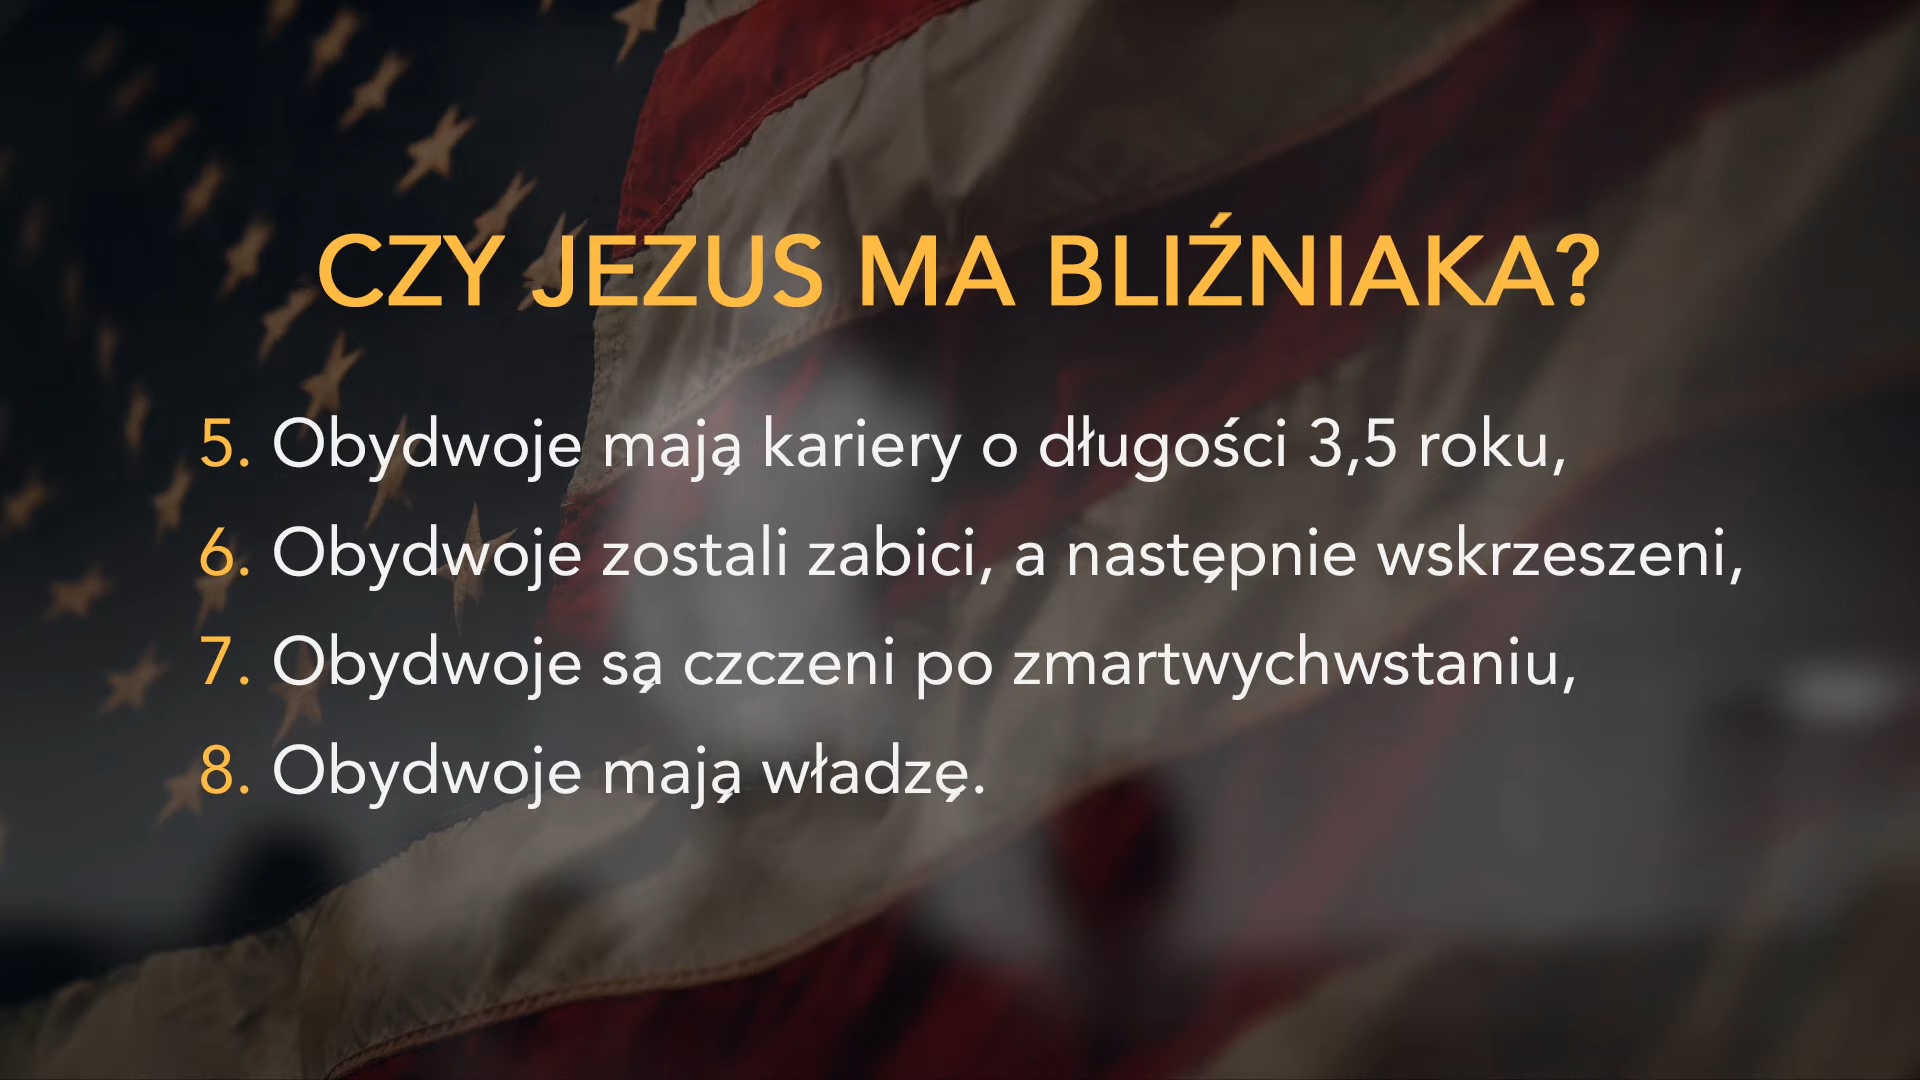 CZY JEZUS MA BLIŹNIAKA?
5. Obydwoje mają kariery o długości 3,5 roku,
6. Obydwoje zostali zabici, a następnie wskrzeszeni,
7. Obydwoje są czczeni po zmartwychwstaniu,
8. Obydwoje mają władzę.